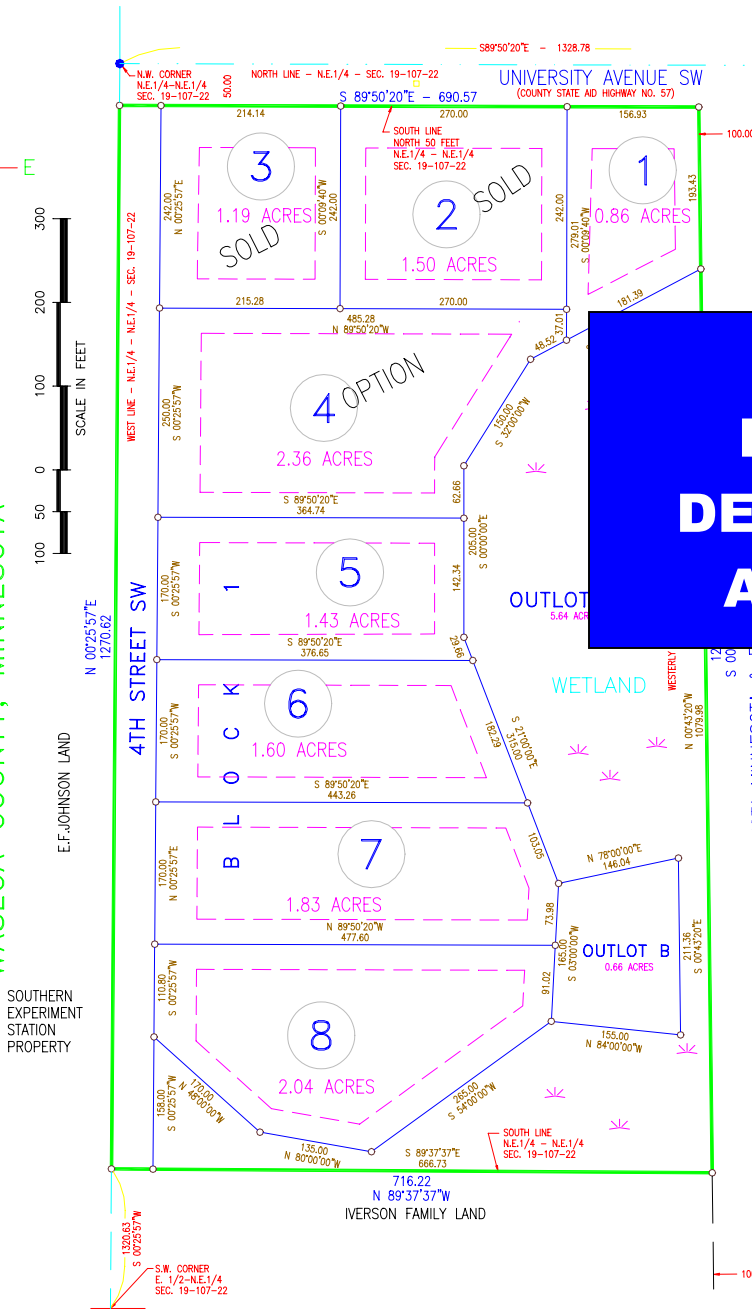 S89°50'20"E - 1328.78
N.W. CORNER
N.E.1/4-N.E.1/4
SEC. 19-107-22
50.00
NORTH LINE - N.E.1/4 - SEC. 19-107-22
UNIVERSITY AVENUE SW
(COUNTY STATE AID HIGHWAY NO. 57)
S 89°50'20"E - 690.57
214.14
270.00
156.93
SOUTH LINE
NORTH 50 FEET
N.E.1/4 - N.E.1/4
SEC. 19-107-22
100.00
E
3
1.19 ACRES
SOLD
242.00
N 00°25'57"E
S 00°09'40"W
242.00
2
SOLD
1.50 ACRES
242.00
279.01
S 00°09'40"W
1
0.86 ACRES
193.43
181.39
215.28
270.00
485.28
N 89°50'20"W
37.01
48.52
300
200
100
0
50
100
SCALE IN FEET
WEST LINE - N.E.1/4 - N.E.1/4 - SEC. 19-107-22
250.00
S 00°25'57"W
4
OPTION
2.36 ACRES
150.00
S 32°00'00"W
62.66
S 89°50'20"E
364.74
205.00
S 00°00'00"E
142.34
DE
A
170.00
S 00°25'57"W
5
1.43 ACRES
S 89°50'20"E
376.65
29.66
OUTLOT
WETLAND
WESTERLY
N 00°25'57"E
1270.62
4TH STREET SW
BLOCK 1
170.00
S 00°25'57"W
6
1.60 ACRES
S 89°50'20"E
443.26
182.29
S 21°00'00"E
315.00
N 00°43'20"W
1079.98
E.F.JOHNSON LAND
170.00
N 00°25'57"E
7
1.83 ACRES
N 89°50'20"W
477.60
103.05
73.98
165.00
S 03°00'00"W
91.02
N 78°00'00"E
146.04
OUTLOT B
0.66 ACRES
211.36
S 00°43'20"E
155.00
N 84°00'00"W
SOUTHERN
EXPERIMENT
STATION
PROPERTY
110.80
S 00°25'57"W
8
2.04 ACRES
158.00
S 00°25'57"W
170.00
N 48°00'00"W
135.00
N 80°00'00"W
265.00
S 54°00'00"W
S 89°37'37"E
666.73
SOUTH LINE
N.E.1/4 - N.E.1/4
SEC. 19-107-22
716.22
N 89°37'37"W
IVERSON FAMILY LAND
1320.63
S 00°25'57"W
S.W. CORNER
E. 1/2-N.E.1/4
SEC. 19-107-22